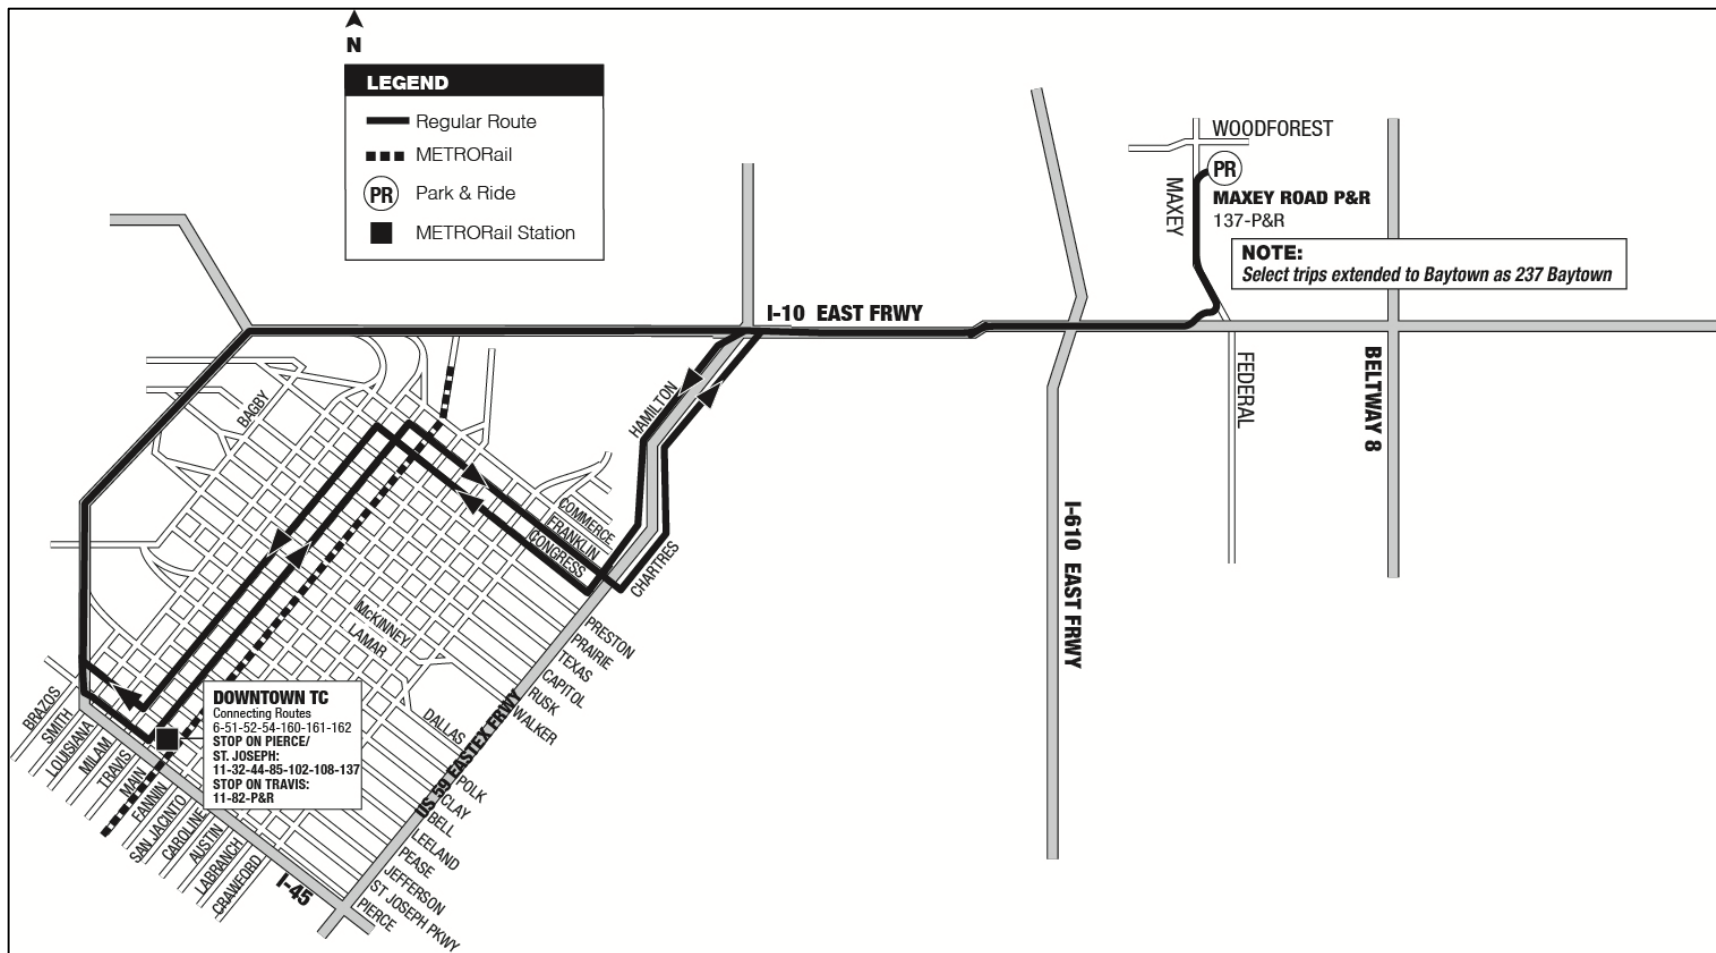 N
LEGEND
Regular Route
METRORail
PR Park & Ride
METRORail Station
WOODFOREST
PR
MAXEY
MAXEY ROAD P&R
137-P&R
NOTE:
Select trips extended to Baytown as 237 Baytown
I-10 EAST FRWY
FEDERAL
BELTWAY 8
I-610 EAST FRWY
HAMILTON
BAGBY
COMMERCE
FRANKLIN
CONGRESS
CHARTRES
McKINNEY
LAMAR
PRESTON
PRAIRIE
TEXAS
CAPITOL
RUSK
WALKER
DALLAS
US 59 EASTEX FRWY
POLK
CLAY
BELL
LEELAND
PEASE
JEFFERSON
ST JOSEPH PKWY
PIERCE
BRAZOS
SMITH
LOUISIANA
MILAM
TRAVIS
MAIN
FANNIN
SAN JACINTO
CAROLINE
AUSTIN
LABRANCH
CRAWFORD
I-45
DOWNTOWN TC
Connecting Routes
6-51-52-54-160-161-162
STOP ON PIERCE/
ST. JOSEPH:
11-32-44-85-102-108-137
STOP ON TRAVIS:
11-82-P&R